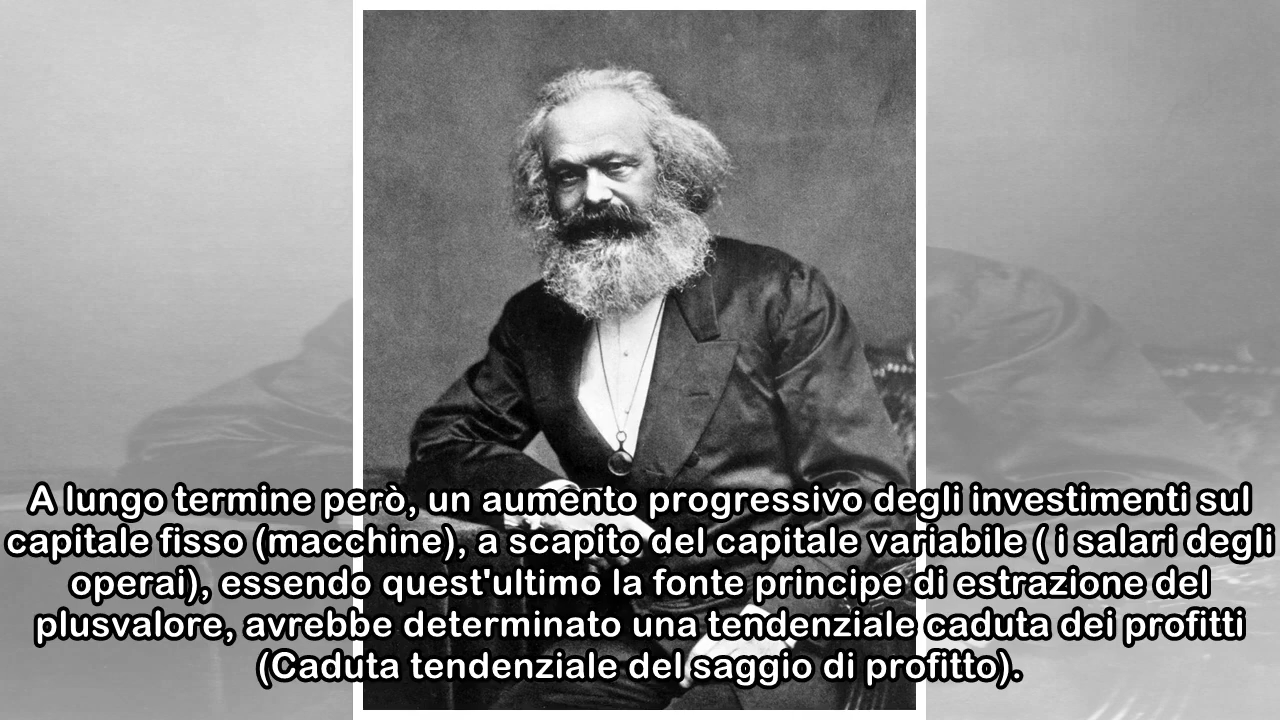 A lungo termine però, un aumento progressivo degli investimenti sul
capitale fisso (macchine), a scapito del capitale variabile ( i salari degli
operai), essendo quest'ultimo la fonte principe di estrazione del
plusvalore, avrebbe determinato una tendenziale caduta dei profitti
(Caduta tendenziale del saggio di profitto).